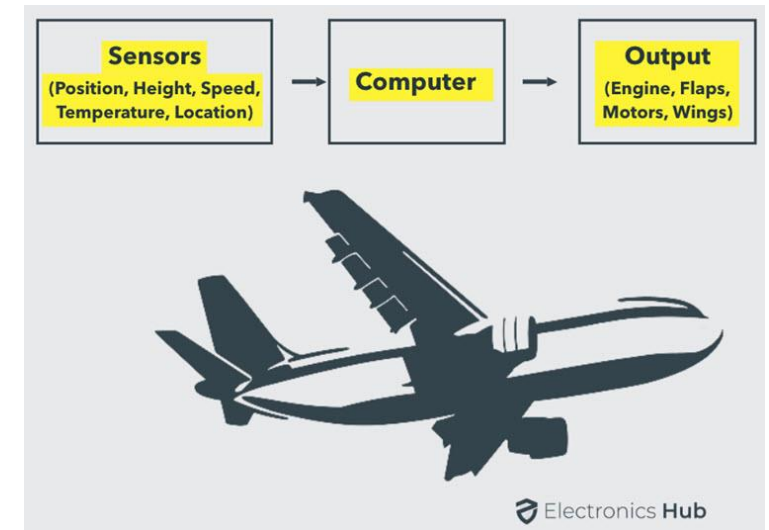 Sensors
(Position, Height, Speed,
Temperature, Location)
Computer
Output
(Engine, Flaps,
Motors, Wings)
Electronics Hub